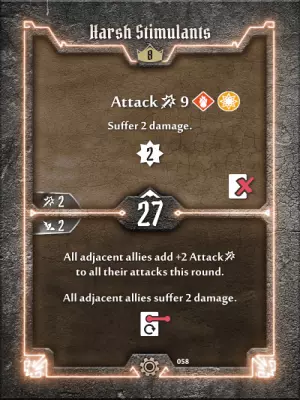 Harsh Stimulants
8
Attack 9
Suffer 2 damage.
2
2
27
2
All adjacent allies add +2 Attack
to all their attacks this round.
All adjacent allies suffer 2 damage.
058